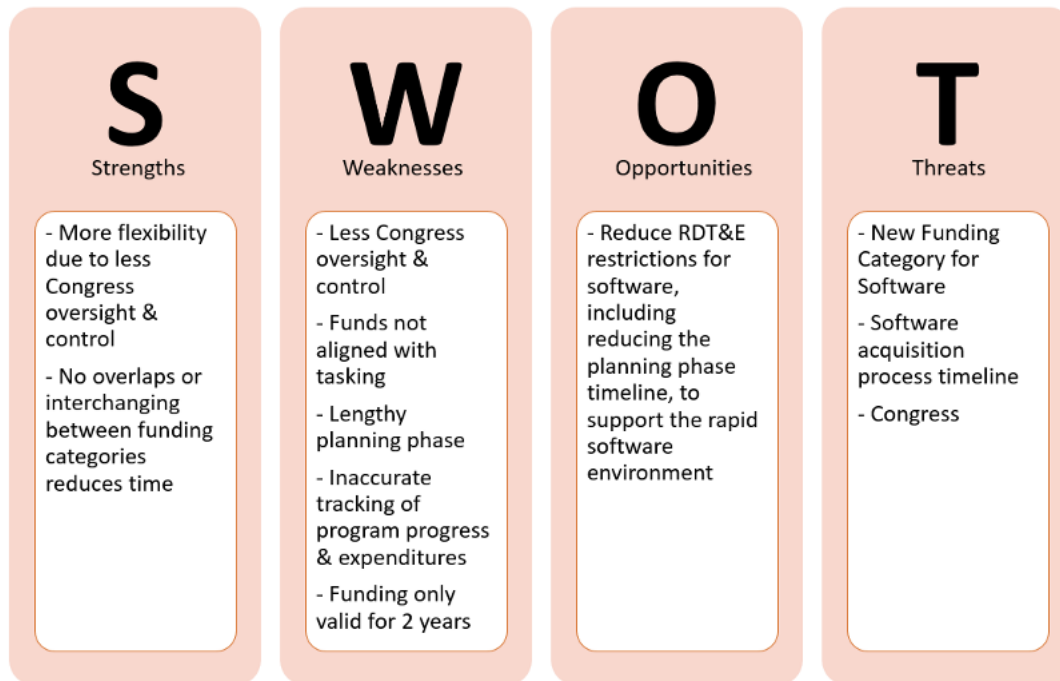 S
Strengths
- More flexibility
due to less
Congress
oversight &
control
- No overlaps or
interchanging
between funding
categories
reduces time
W
Weaknesses
- Less Congress
oversight &
control
- Funds not
aligned with
tasking
- Lengthy
planning phase
- Inaccurate
tracking of
program progress
& expenditures
- Funding only
valid for 2 years
O
Opportunities
- Reduce RDT&E
restrictions for
software,
including
reducing the
planning phase
timeline, to
support the rapid
software
environment
T
Threats
- New Funding
Category for
Software
- Software
acquisition
process timeline
- Congress